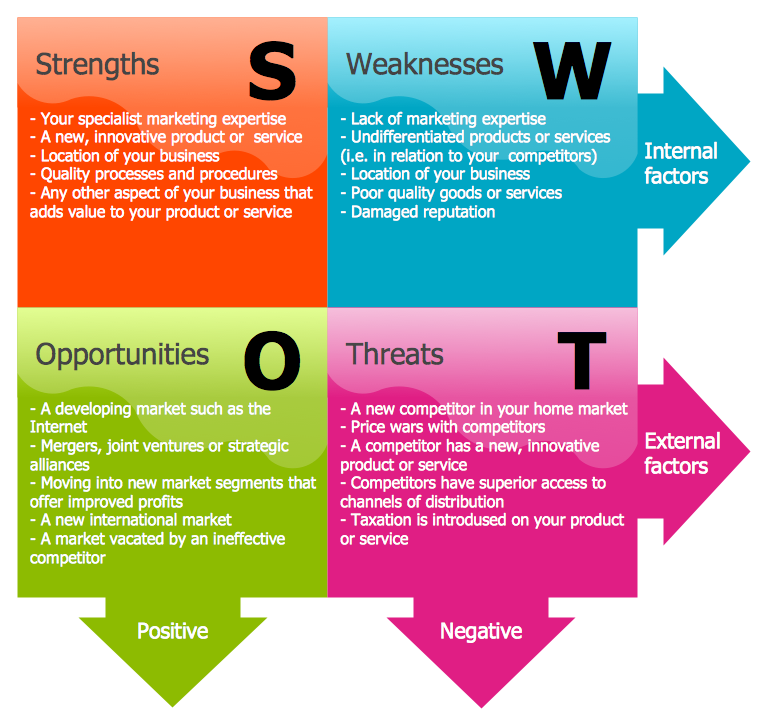 Strengths S
- Your specialist marketing expertise
- A new, innovative product or service
- Location of your business
- Quality processes and procedures
- Any other aspect of your business that
adds value to your product or service
Weaknesses W
- Lack of marketing expertise
- Undifferentiated products or services
(i.e. in relation to your competitors)
- Location of your business
- Poor quality goods or services
- Damaged reputation
Internal
factors
Opportunities O
- A developing market such as the
Internet
- Mergers, joint ventures or strategic
alliances
- Moving into new market segments that
offer improved profits
- A new international market
- A market vacated by an ineffective
competitor
Threats T
- A new competitor in your home market
- Price wars with competitors
- A competitor has a new, innovative
product or service
- Competitors have superior access to
channels of distribution
- Taxation is introdused on your product
or service
External
factors
Positive
Negative